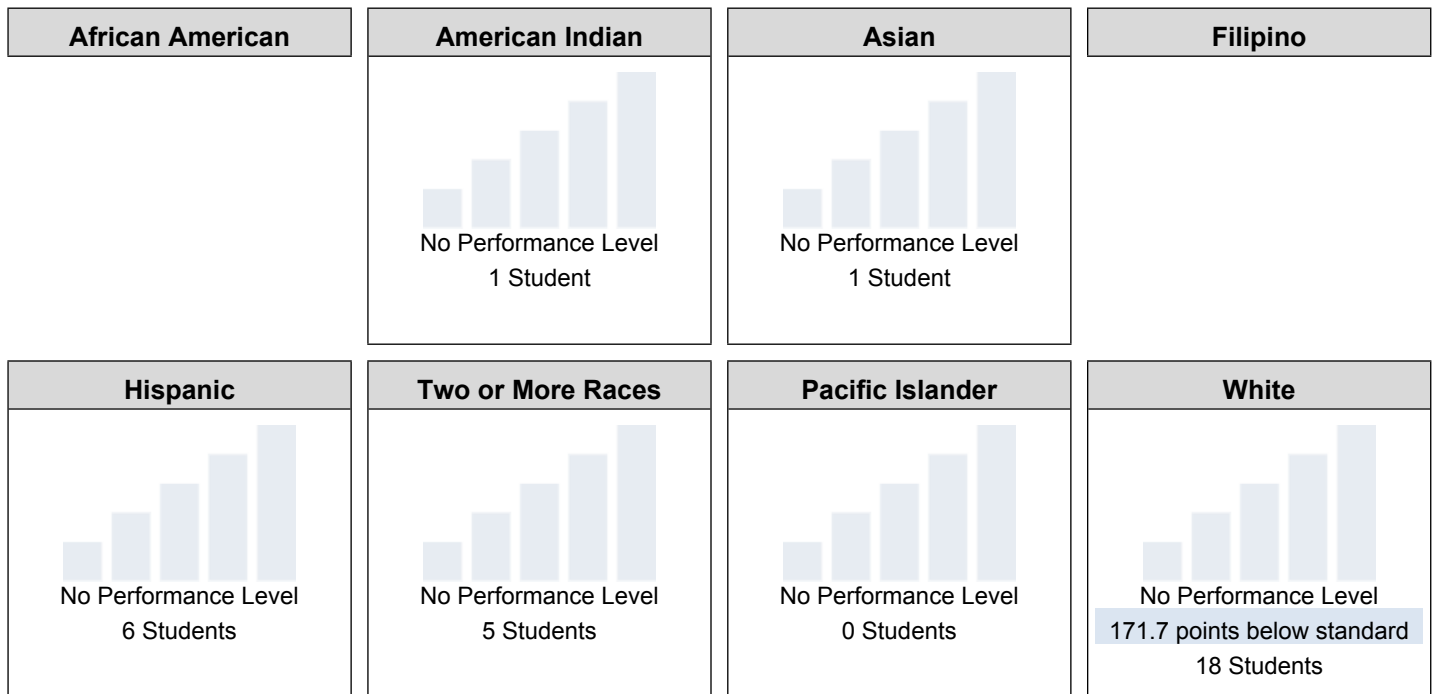 African American
American Indian
Asian
Filipino
No Performance Level
1 Student
No Performance Level
1 Student
Hispanic
Two or More Races
Pacific Islander
White
No Performance Level
6 Students
No Performance Level
5 Students
No Performance Level
0 Students
No Performance Level
171.7 points below standard
18 Students